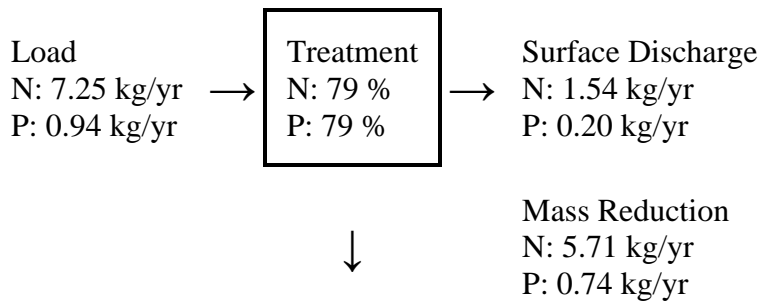 Load
N: 7.25 kg/yr
P: 0.94 kg/yr
→
Treatment
N: 79 %
P: 79 %
→
Surface Discharge
N: 1.54 kg/yr
P: 0.20 kg/yr
↓
Mass Reduction
N: 5.71 kg/yr
P: 0.74 kg/yr